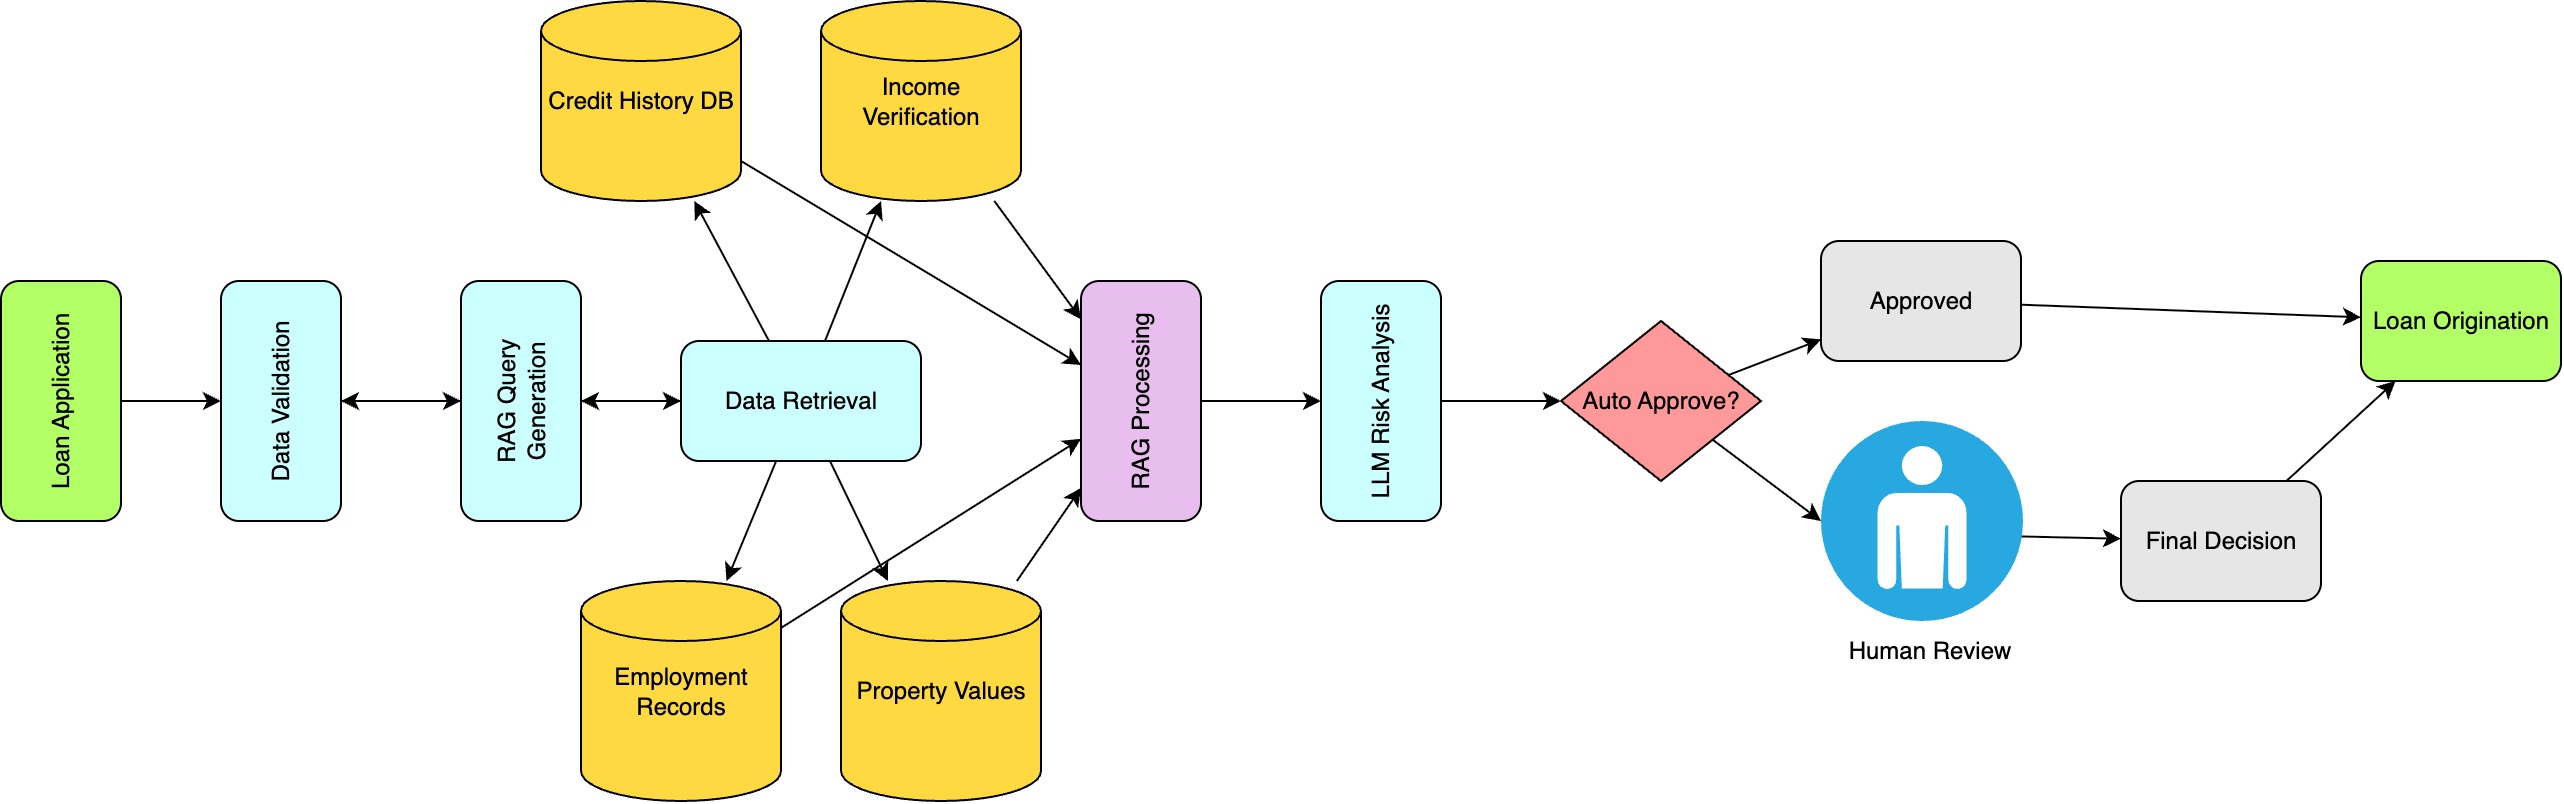 Credit History DB
Income
Verification
Loan Application
Data Validation
RAG Query
Generation
Data Retrieval
RAG Processing
LLM Risk Analysis
Auto Approve?
Approved
Loan Origination
Human Review
Final Decision
Employment
Records
Property Values